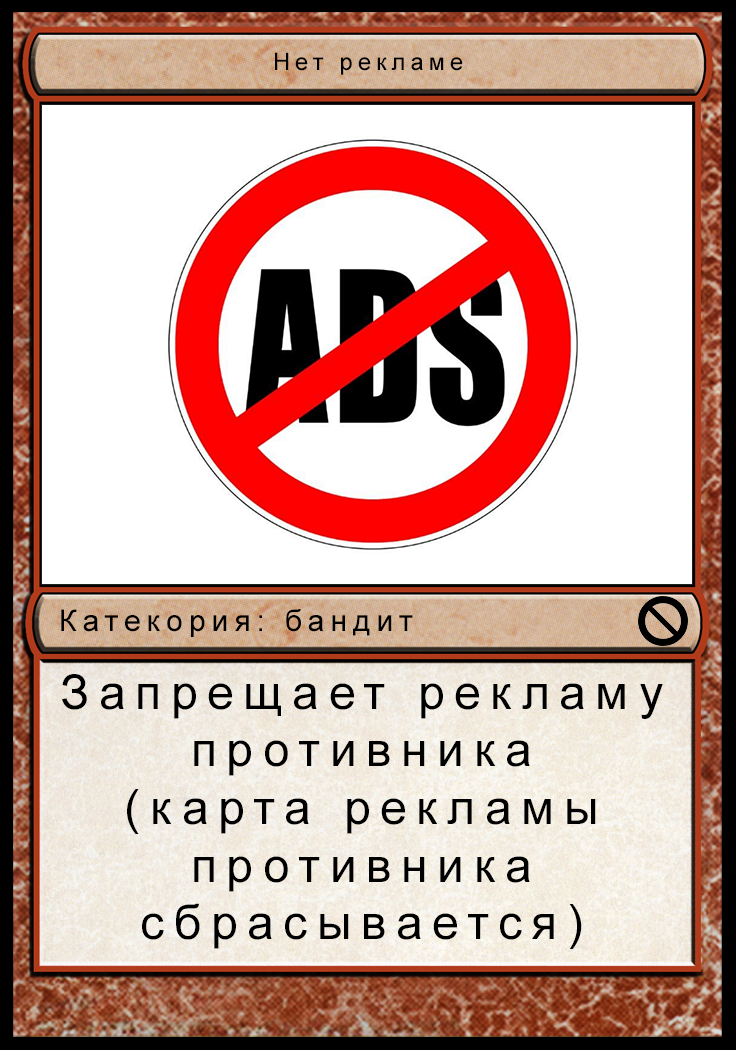 Нет рекламе
ADS
Катекория: бандит
Запрещает рекламу
противника
(карта рекламы
противника
сбрасывается)